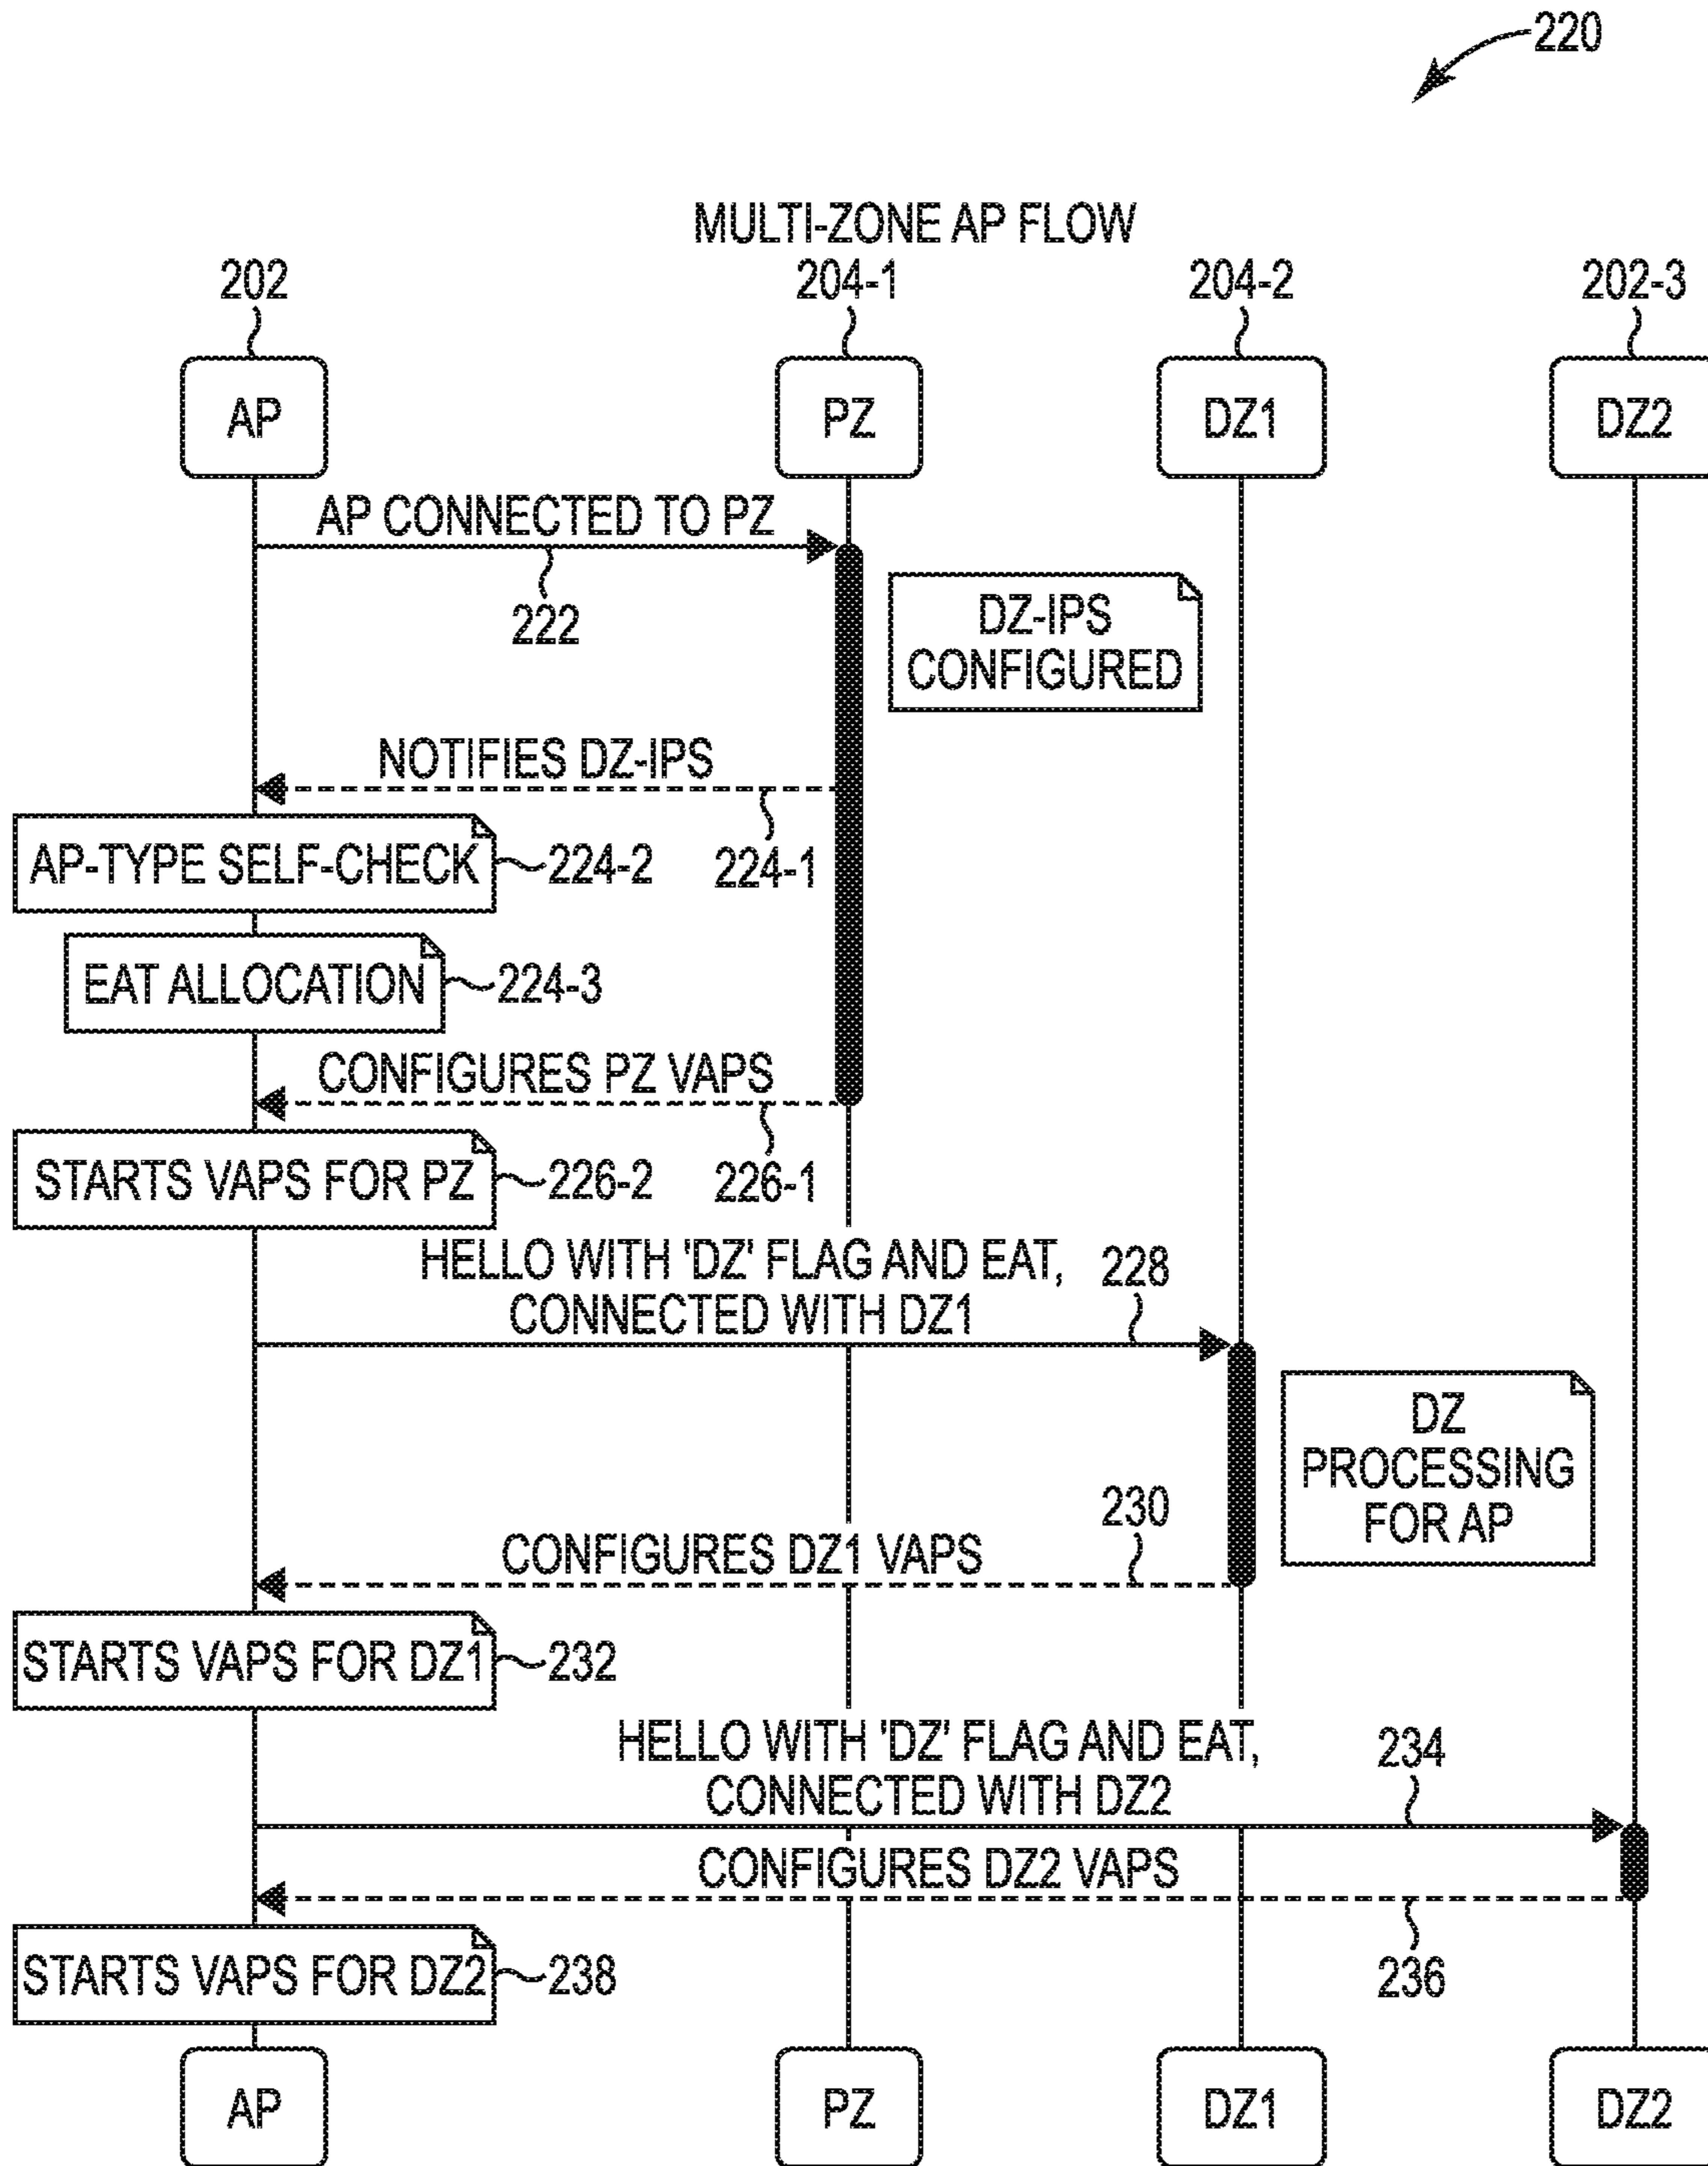 220
MULTI-ZONE AP FLOW
202
204-1
204-2
202-3
AP
PZ
DZ1
DZ2
AP CONNECTED TO PZ
222
DZ-IPS
CONFIGURED
NOTIFIES DZ-IPS
224-1
AP-TYPE SELF-CHECK
224-2
EAT ALLOCATION
224-3
CONFIGURES PZ VAPS
226-1
STARTS VAPS FOR PZ
226-2
HELLO WITH 'DZ' FLAG AND EAT,
CONNECTED WITH DZ1
228
DZ
PROCESSING
FOR AP
230
CONFIGURES DZ1 VAPS
STARTS VAPS FOR DZ1
232
HELLO WITH 'DZ' FLAG AND EAT,
CONNECTED WITH DZ2
234
CONFIGURES DZ2 VAPS
236
STARTS VAPS FOR DZ2
238
AP
PZ
DZ1
DZ2